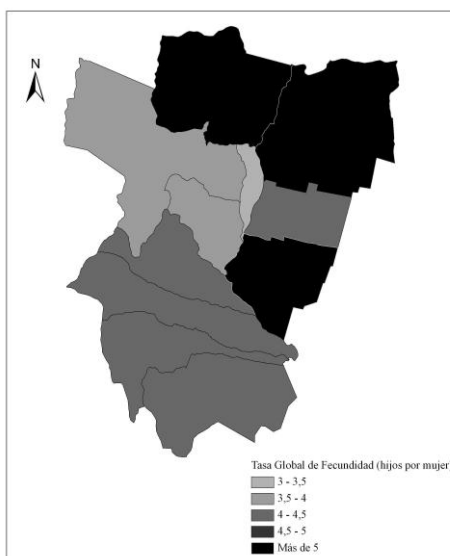 N
Tasa Global de Fecundidad (hijos por mujer
3 - 3,5
3,5 - 4
4 - 4,5
4,5 - 5
Más de 5